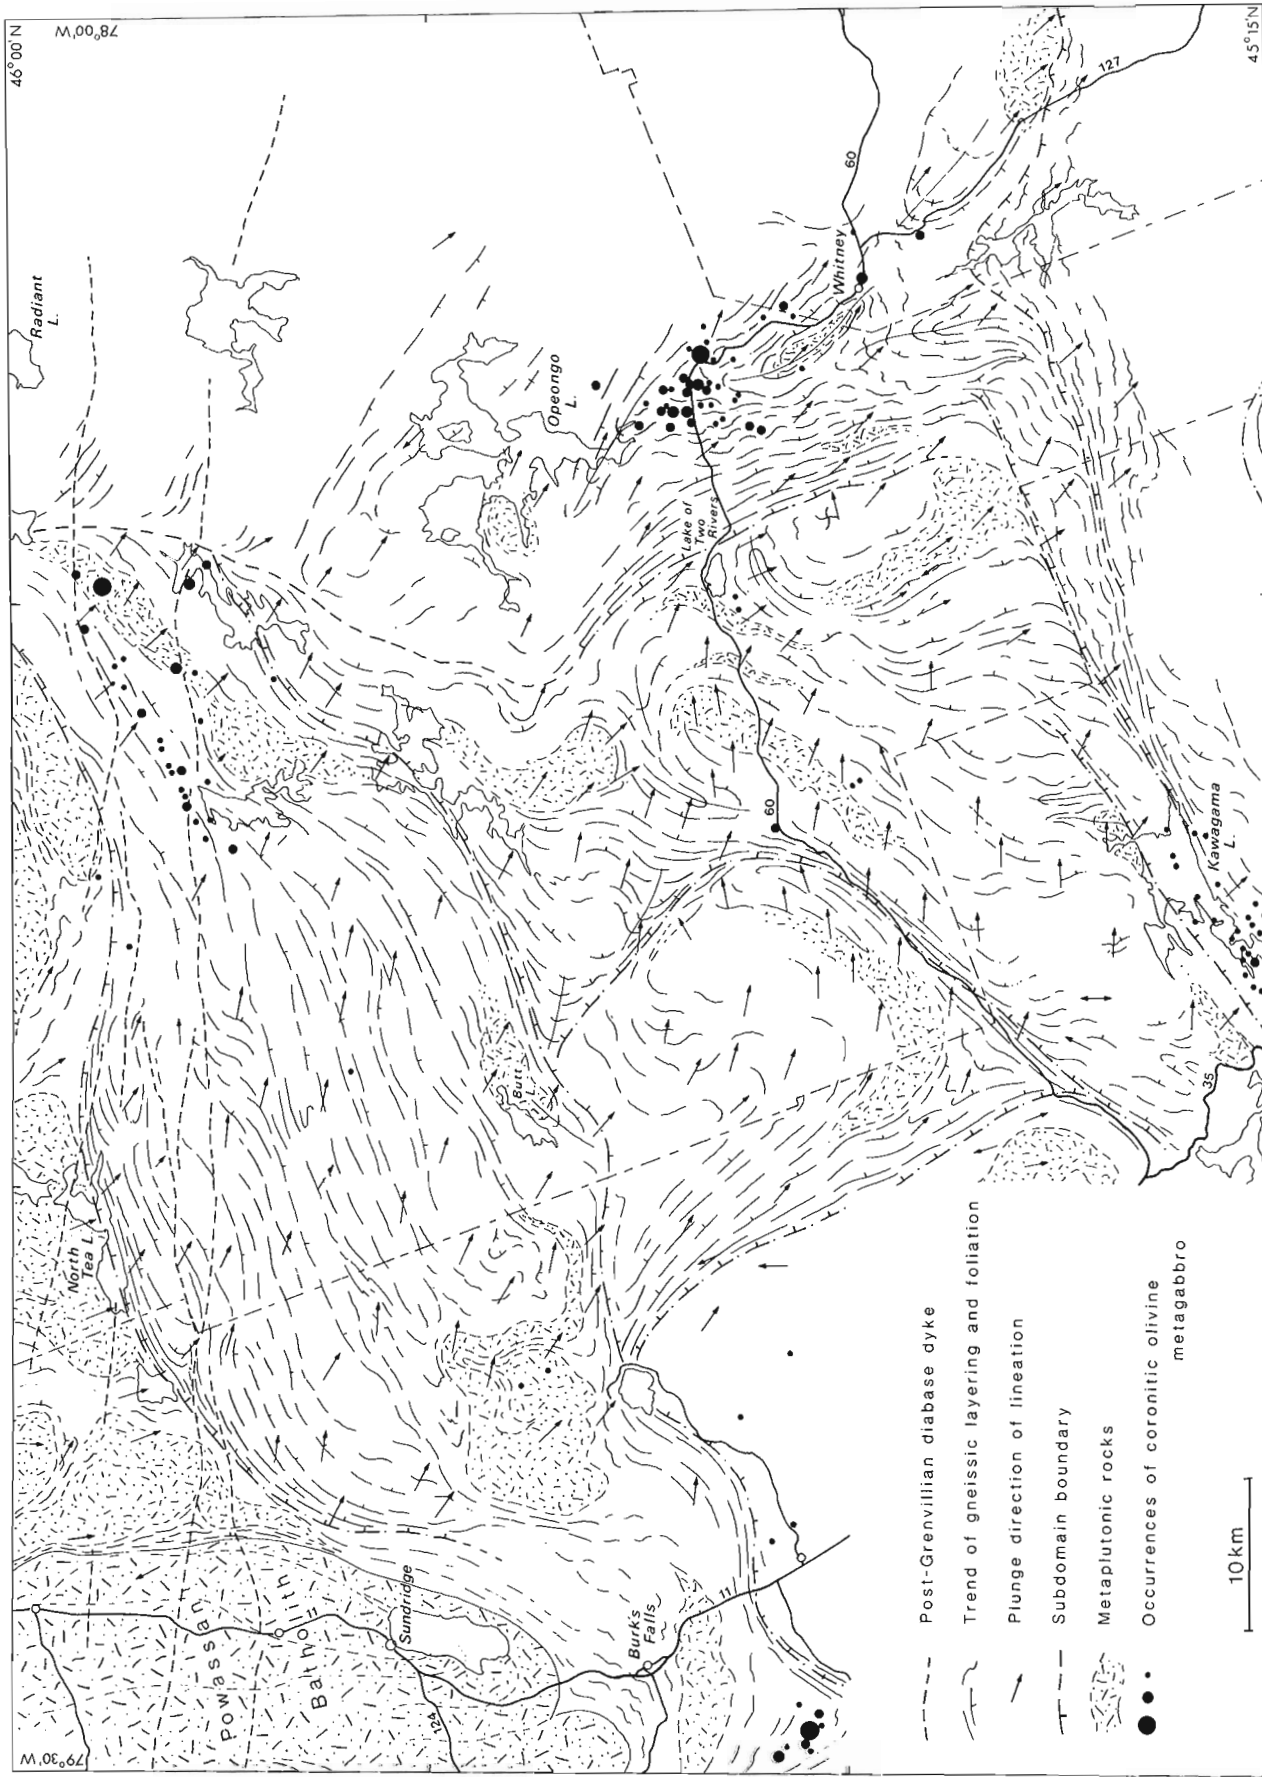 46°00'N
78°00'W
45°15'N
79°30'W
Radiant
L.
Opeongo
L.
Whitney
60
127
Lake of
Two
Rivers
60
Kawagama
L.
35
Butt
North
Tea L.
Powassan
Batholith
11
Sundridge
124
Burk's
Falls
11
Post-Grenvillian diabase dyke
Trend of gneissic layering and foliation
Plunge direction of lineation
Subdomain boundary
Metaplutonic rocks
Occurrences of coronitic olivine
metagabbro
10 km